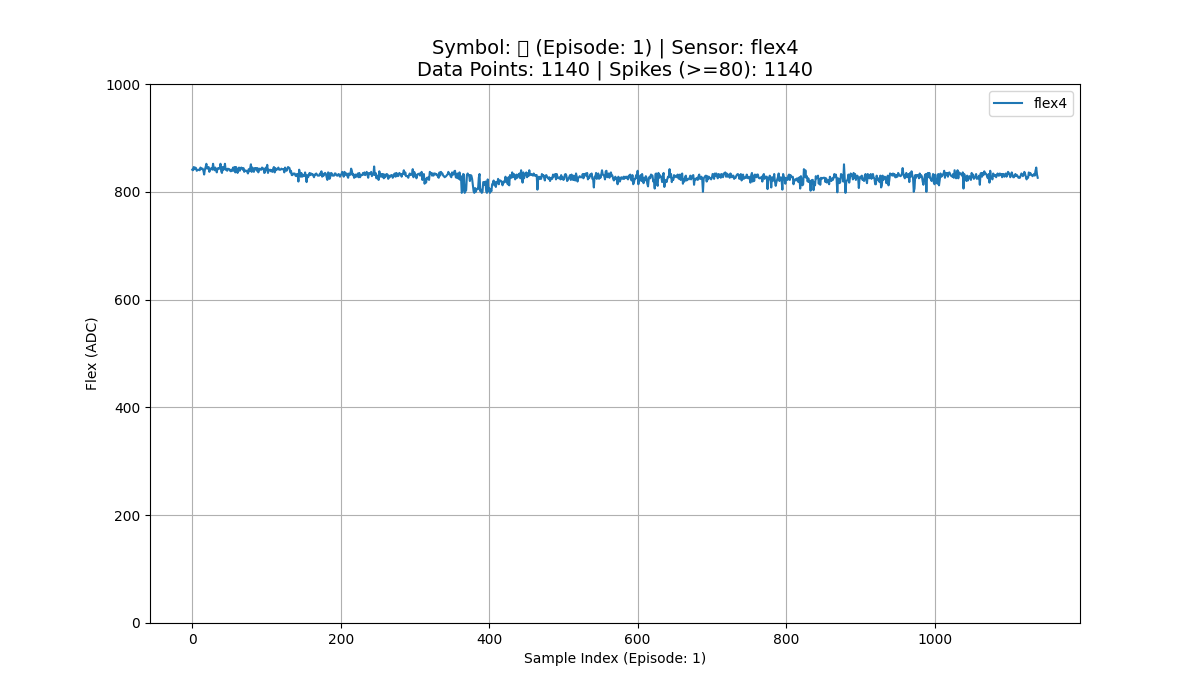 Symbol: (Episode: 1) | Sensor: flex4
Data Points: 1140 | Spikes (>=80): 1140
flex4
1000
800
600
400
200
0
Flex (ADC)
0 200 400 600 800 1000
Sample Index (Episode: 1)